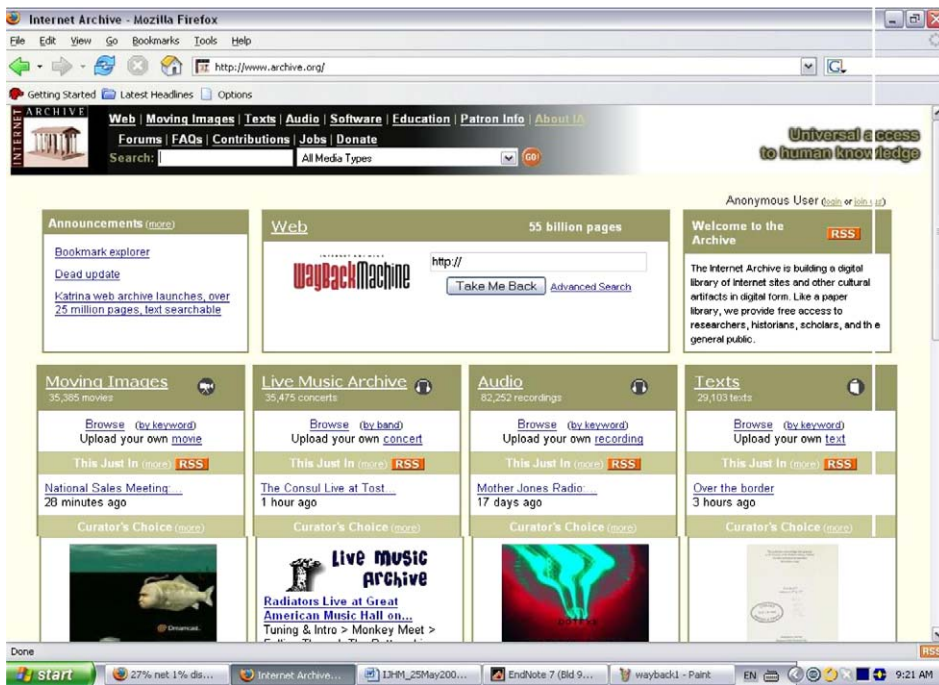 Internet Archive - Mozilla Firefox
File Edit View Go Bookmarks Tools Help
http://www.archive.org/
G
Getting Started Latest Headlines Options
INTERNET ARCHIVE
Web | Moving Images | Texts | Audio | Software | Education | Patron Info | About IA
Forums | FAQs | Contributions | Jobs | Donate
Search: All Media Types GO!
Universal access
to human knowledge
Anonymous User (login or join us)
Announcements (more)
Bookmark explorer
Dead update
Katrina web archive launches, over
25 million pages, text searchable
Web 55 billion pages
INTERNET ARCHIVE
WayBackMachine
http://
Take Me Back Advanced Search
Welcome to the
Archive RSS
The Internet Archive is building a digital
library of Internet sites and other cultural
artifacts in digital form. Like a paper
library, we provide free access to
researchers, historians, scholars, and the
general public.
Moving Images
35,385 movies
Browse (by keyword)
Upload your own movie
This Just In (more) RSS
National Sales Meeting: ...
28 minutes ago
Curator's Choice (more)
Dreamcast.
Live Music Archive
35,475 concerts
Browse (by band)
Upload your own concert
This Just In (more) RSS
The Consul Live at Tost...
1 hour ago
Curator's Choice (more)
Live Music
Archive
Radiators Live at Great
American Music Hall on...
Tuning & Intro > Monkey Meet >
Audio
82,252 recordings
Browse (by keyword)
Upload your own recording
This Just In (more) RSS
Mother Jones Radio: ...
17 days ago
Curator's Choice (more)
Texts
29,103 texts
Browse (by keyword)
Upload your own text
This Just In (more) RSS
Over the border
3 hours ago
Curator's Choice (more)
Done RSS
start 27% net 1% dis... Internet Archive... IJHM_25May200... EndNote 7 (Bld 9... wayback1 - Paint EN 9:21 AM